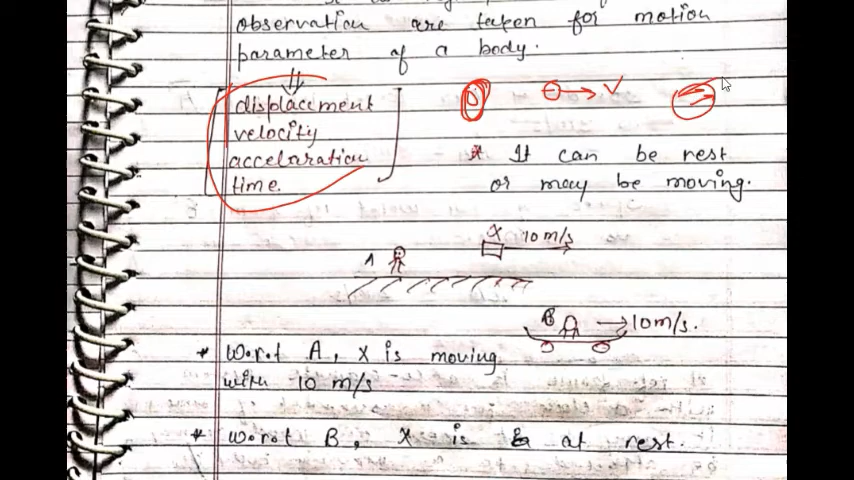 observation are taken for motion
parameter of a body.
displacement
velocity
accelaration
time.
V
* It can be rest
or may be moving.
X 10 m/s
A
B 10 m/s.
* w.r.t A, X is moving
with 10 m/s
* w.r.t B, X is at rest.